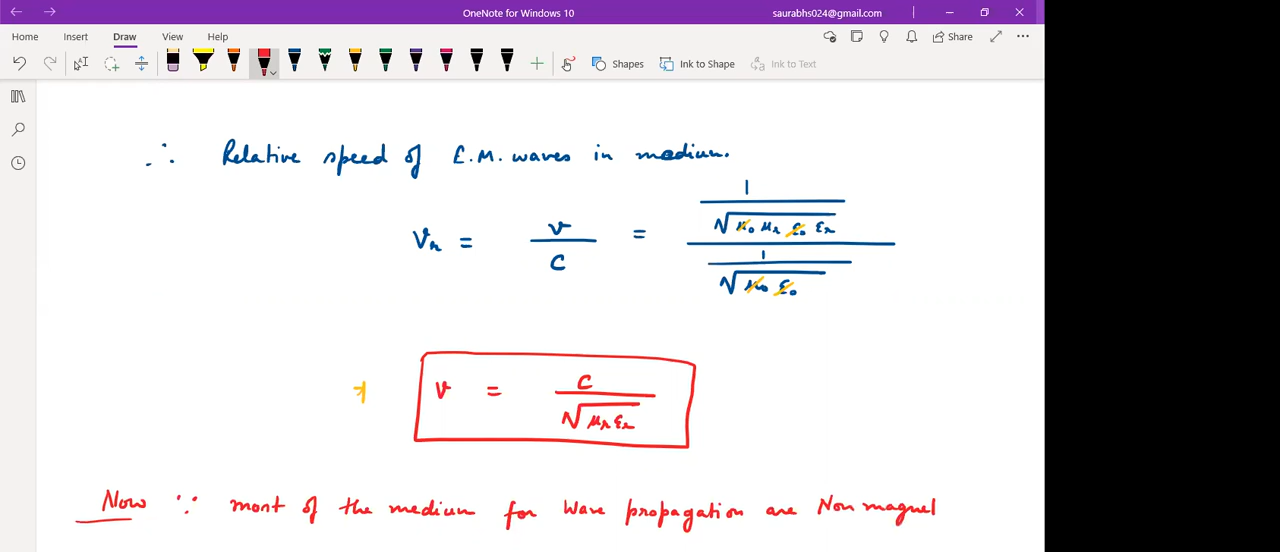 OneNote for Windows 10
saurabhs024@gmail.com
Home Insert Draw View Help
Share
Shapes
Ink to Shape
Ink to Text
∴ Relative speed of E.M. waves in medium.
vr = v / c = (1 / √(μ0 μr ε0 εr)) / (1 / √(μ0 ε0))
* v = c / √(μr εr)
Now ∵ most of the medium for wave propagation are Non magnet